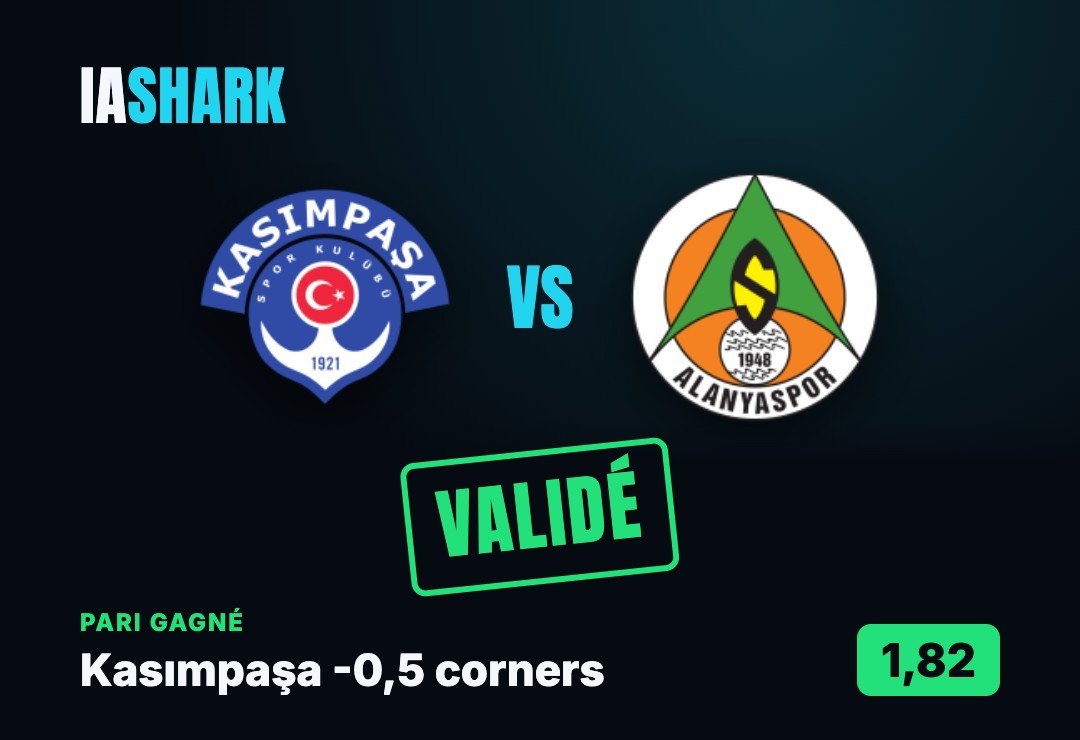 IASHARK
KASIMPAŞA
SPOR KULÜBÜ
1921
VS
1948
ALANYASPOR
VALIDÉ
PARI GAGNÉ
Kasımpaşa -0,5 corners
1,82